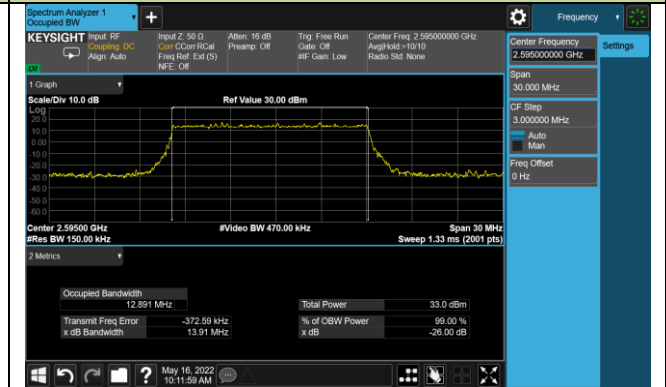 Spectrum Analyzer 1
Occupied BW
+
Frequency
KEYSIGHT
Input: RF
Coupling: DC
Align: Auto
LW
Input Z: 50 Ω
Corr CCorr RCal
Freq Ref: Ext (S)
NFE: Off
Atten: 16 dB
Preamp: Off
Trig: Free Run
Gate: Off
#IF Gain: Low
Center Freq: 2.595000000 GHz
Avg|Hold:>10/10
Radio Std: None
Center Frequency
2.595000000 GHz
Settings
Span
30.000 MHz
CF Step
3.000000 MHz
Auto
Man
Freq Offset
0 Hz
1 Graph
Scale/Div 10.0 dB
Ref Value 30.00 dBm
Log
20.0
10.0
0.00
-10.0
-20.0
-30.0
-40.0
-50.0
-60.0
Center 2.59500 GHz
#Video BW 470.00 kHz
Span 30 MHz
#Res BW 150.00 kHz
Sweep 1.33 ms (2001 pts)
2 Metrics
Occupied Bandwidth
12.891 MHz
Total Power
33.0 dBm
Transmit Freq Error
-372.59 kHz
% of OBW Power
99.00 %
x dB Bandwidth
13.91 MHz
x dB
-26.00 dB
?
May 16, 2022
10:11:59 AM